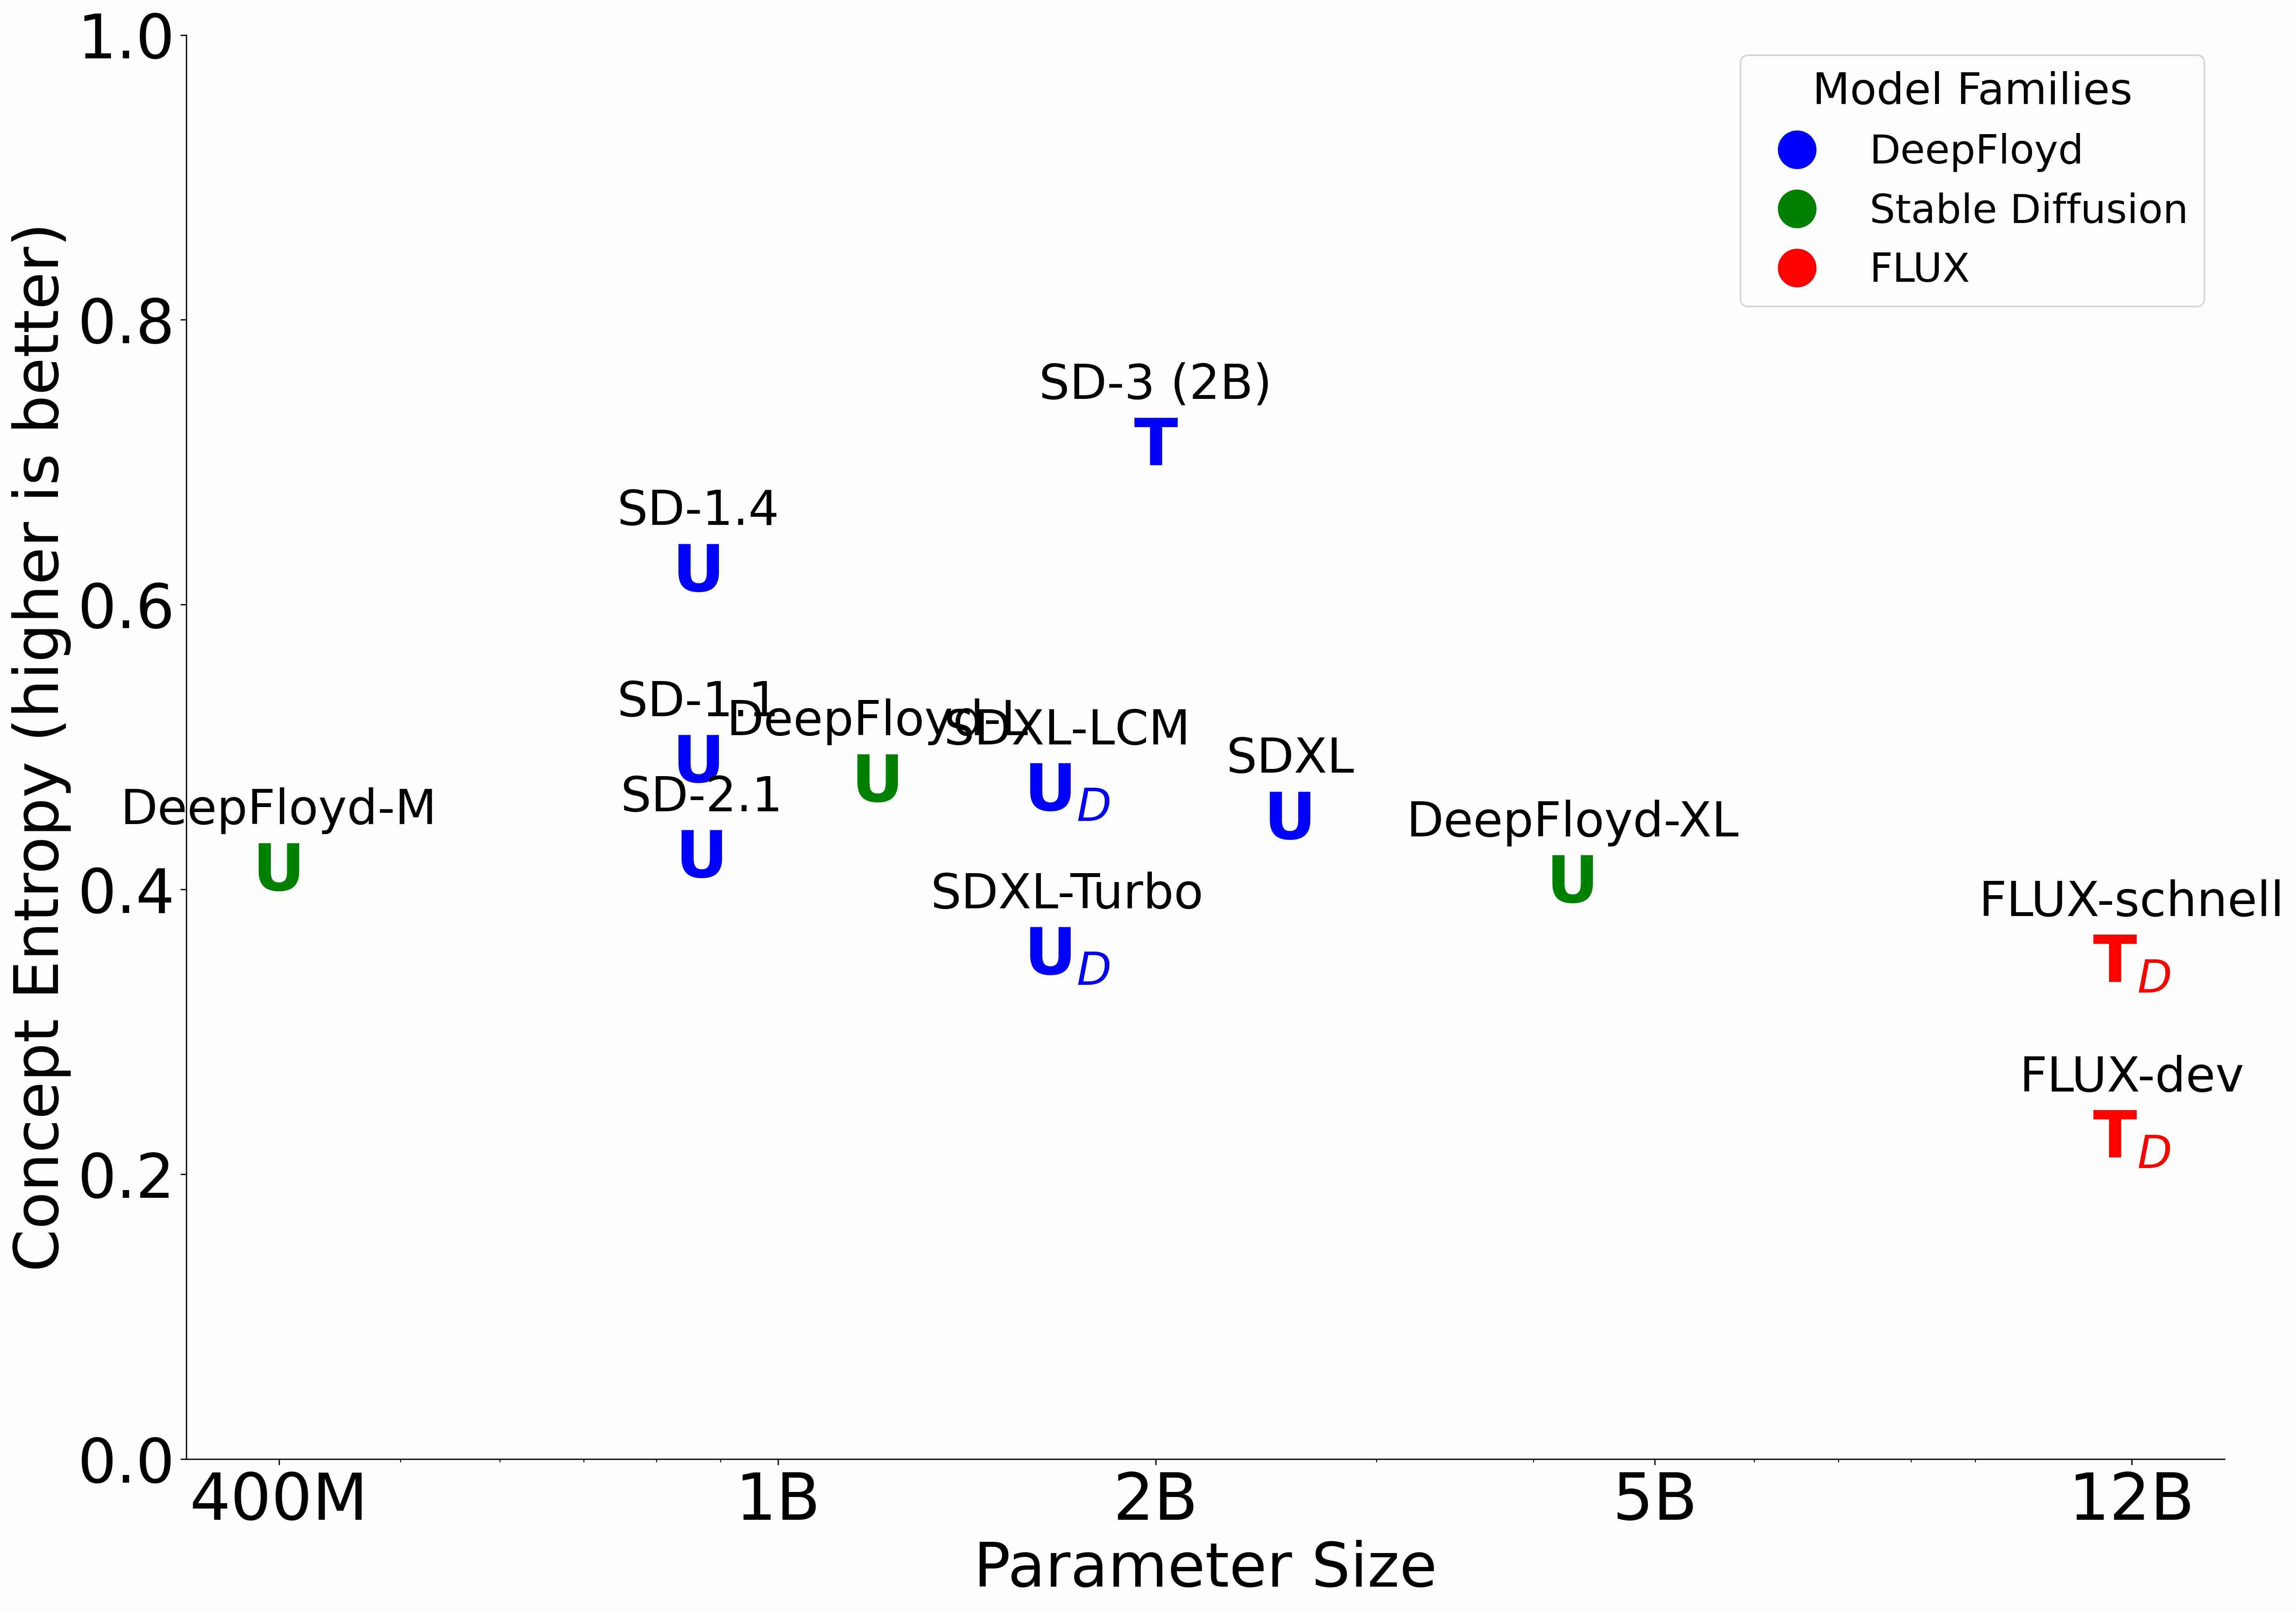 Concept Entropy (higher is better)
1.0
0.8
0.6
0.4
0.2
0.0
Model Families
DeepFloyd
Stable Diffusion
FLUX
SD-3 (2B)
T
SD-1.4
U
SD-1.1
U
DeepFloyd-L
U
SDXL-LCM
U D
SDXL
U
SD-2.1
U
DeepFloyd-M
U
DeepFloyd-XL
U
SDXL-Turbo
U D
FLUX-schnell
T D
FLUX-dev
T D
400M
1B
2B
5B
12B
Parameter Size